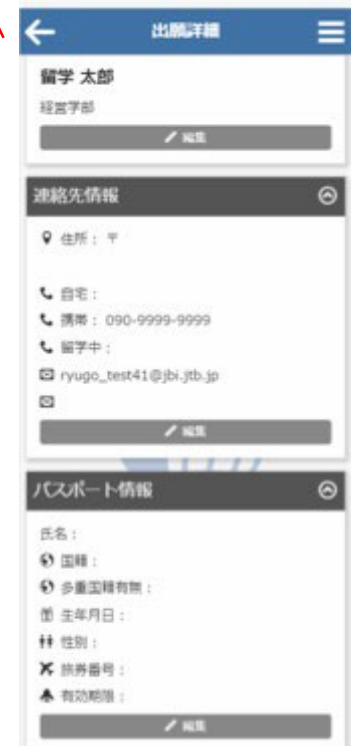 出願詳細
留学 太郎
経営学部
編集
連絡先情報
住所： 〒
自宅：
携帯： 090-9999-9999
留学中：
ryugo_test41@jbi.jtb.jp
編集
パスポート情報
氏名：
国籍：
多重国籍有無：
生年月日：
性別：
旅券番号：
有効期限：
編集